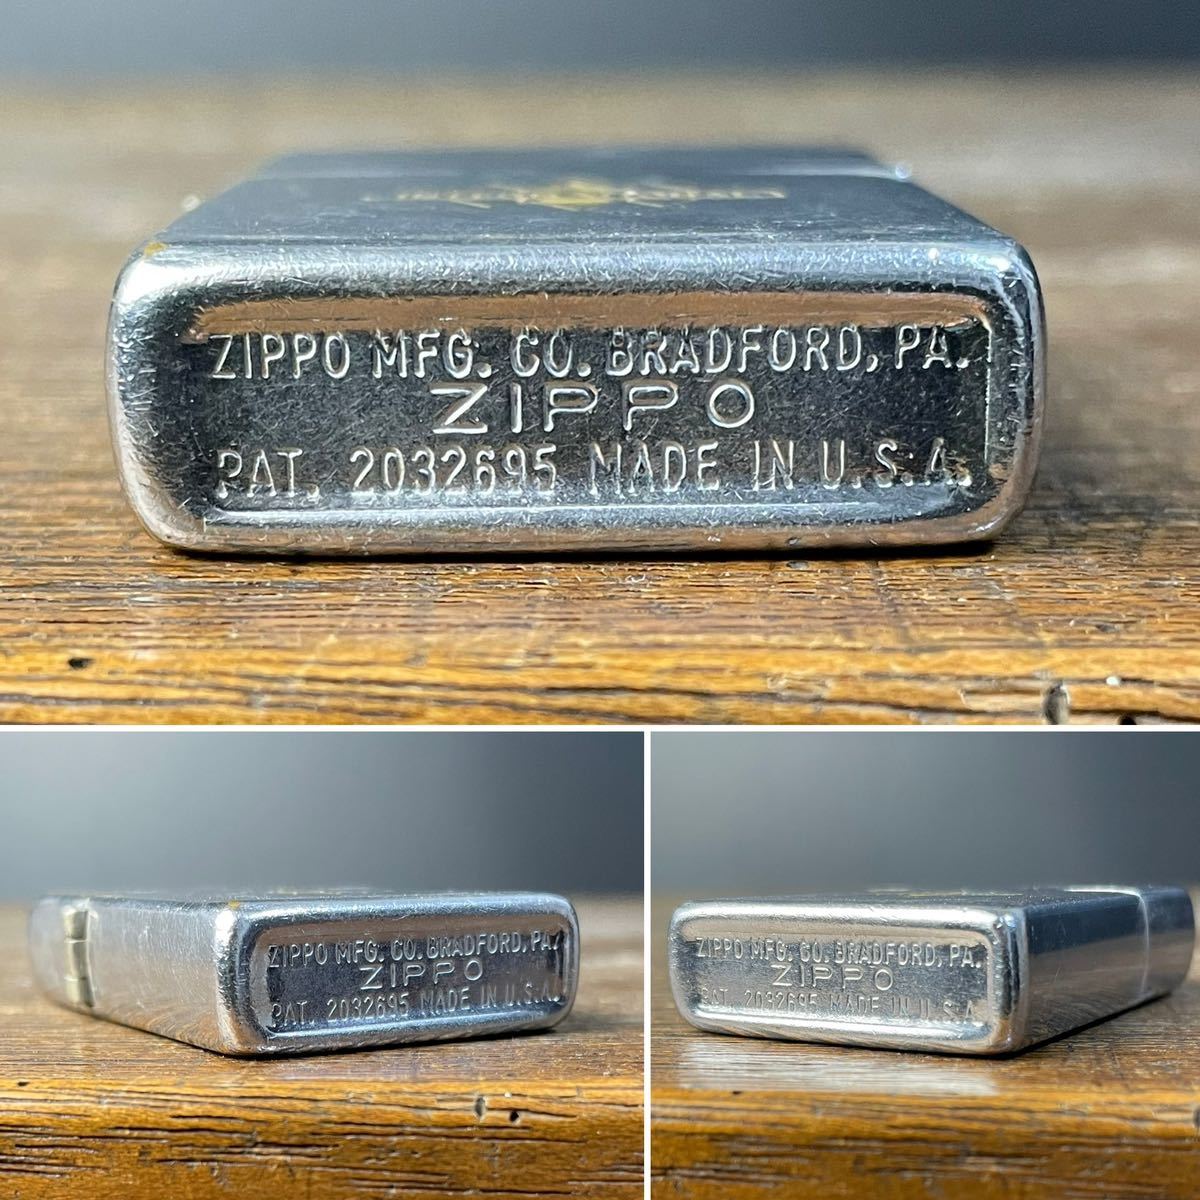 ZIPPO MFG. CO. BRADFORD, PA.
ZIPPO
PAT. 2032695 MADE IN U.S.A.
ZIPPO MFG. CO. BRADFORD, PA.
ZIPPO
PAT. 2032695 MADE IN U.S.A.
ZIPPO MFG. CO. BRADFORD, PA.
ZIPPO
PAT. 2032695 MADE IN U.S.A.